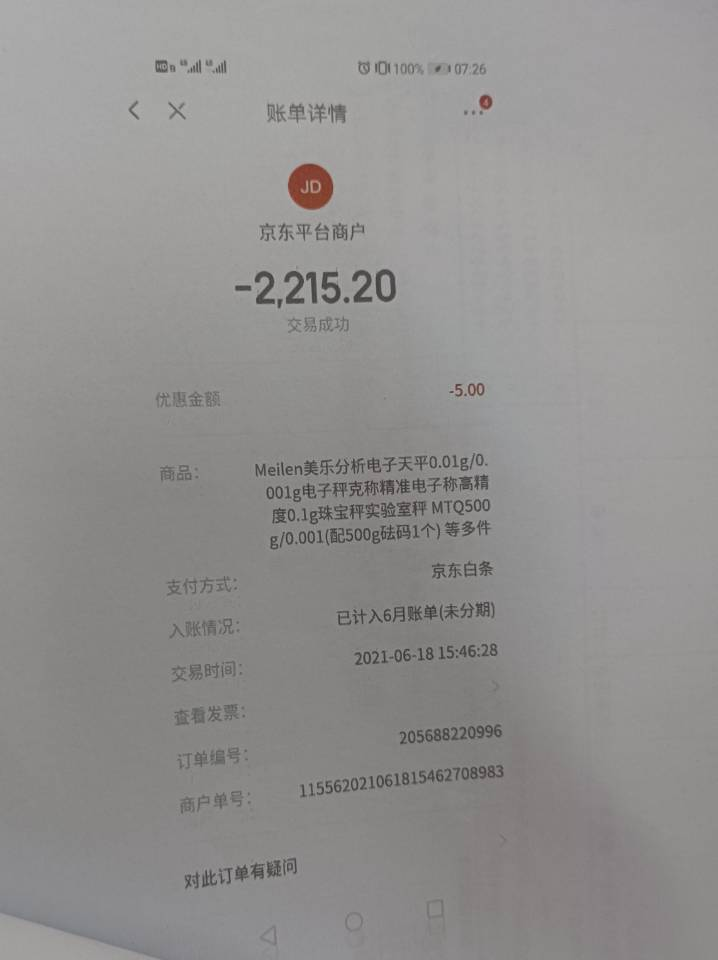 HD 46 46 100% 07:26
账单详情
4
JD
京东平台商户
-2,215.20
交易成功
优惠金额 -5.00
商品: Meilen美乐分析电子天平0.01g/0.
001g电子秤克称精准电子称高精
度0.1g珠宝秤实验室秤 MTQ500
g/0.001(配500g砝码1个) 等多件
支付方式: 京东白条
入账情况: 已计入6月账单(未分期)
交易时间: 2021-06-18 15:46:28
查看发票:
订单编号: 205688220996
商户单号: 115562021061815462708983
对此订单有疑问